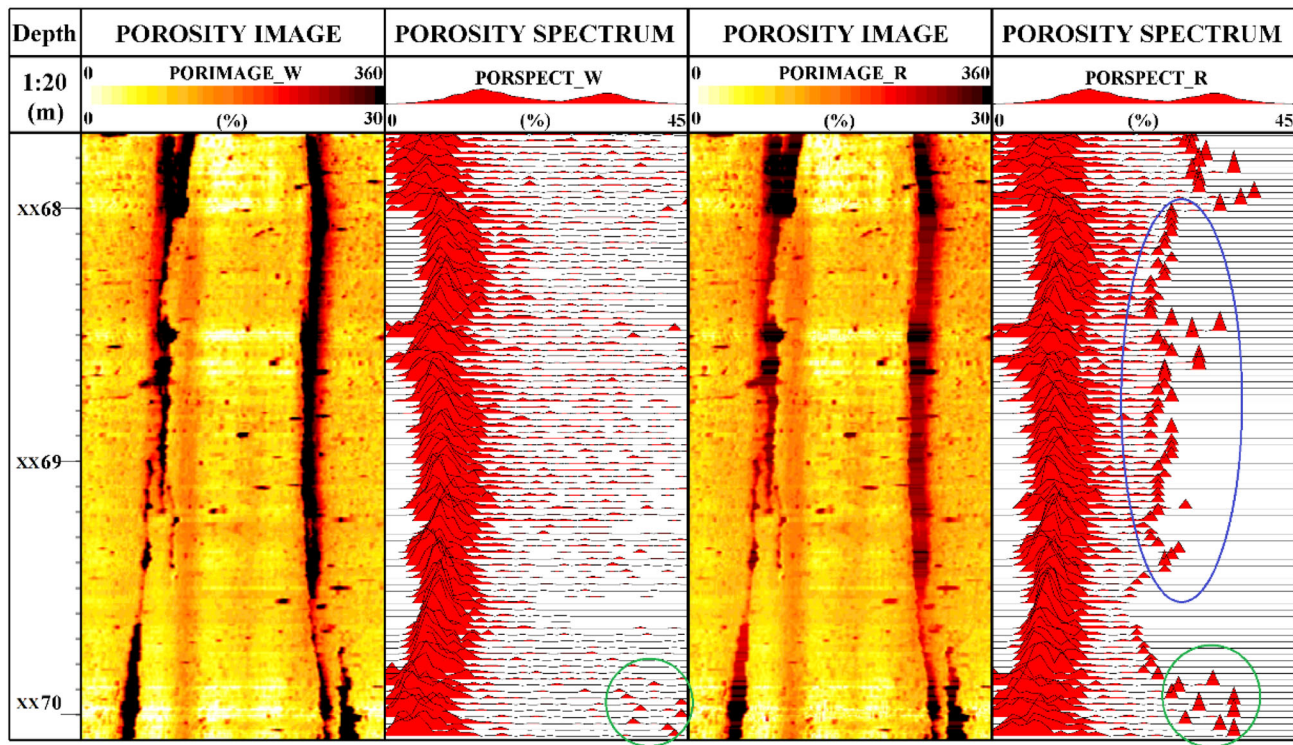 Depth POROSITY IMAGE POROSITY SPECTRUM POROSITY IMAGE POROSITY SPECTRUM
1:20 (m)
0 PORIMAGE_W 360
0 (%) 30
PORSPECT_W
0 (%) 45
0 PORIMAGE_R 360
0 (%) 30
PORSPECT_R
0 (%) 45
xx68
xx69
xx70